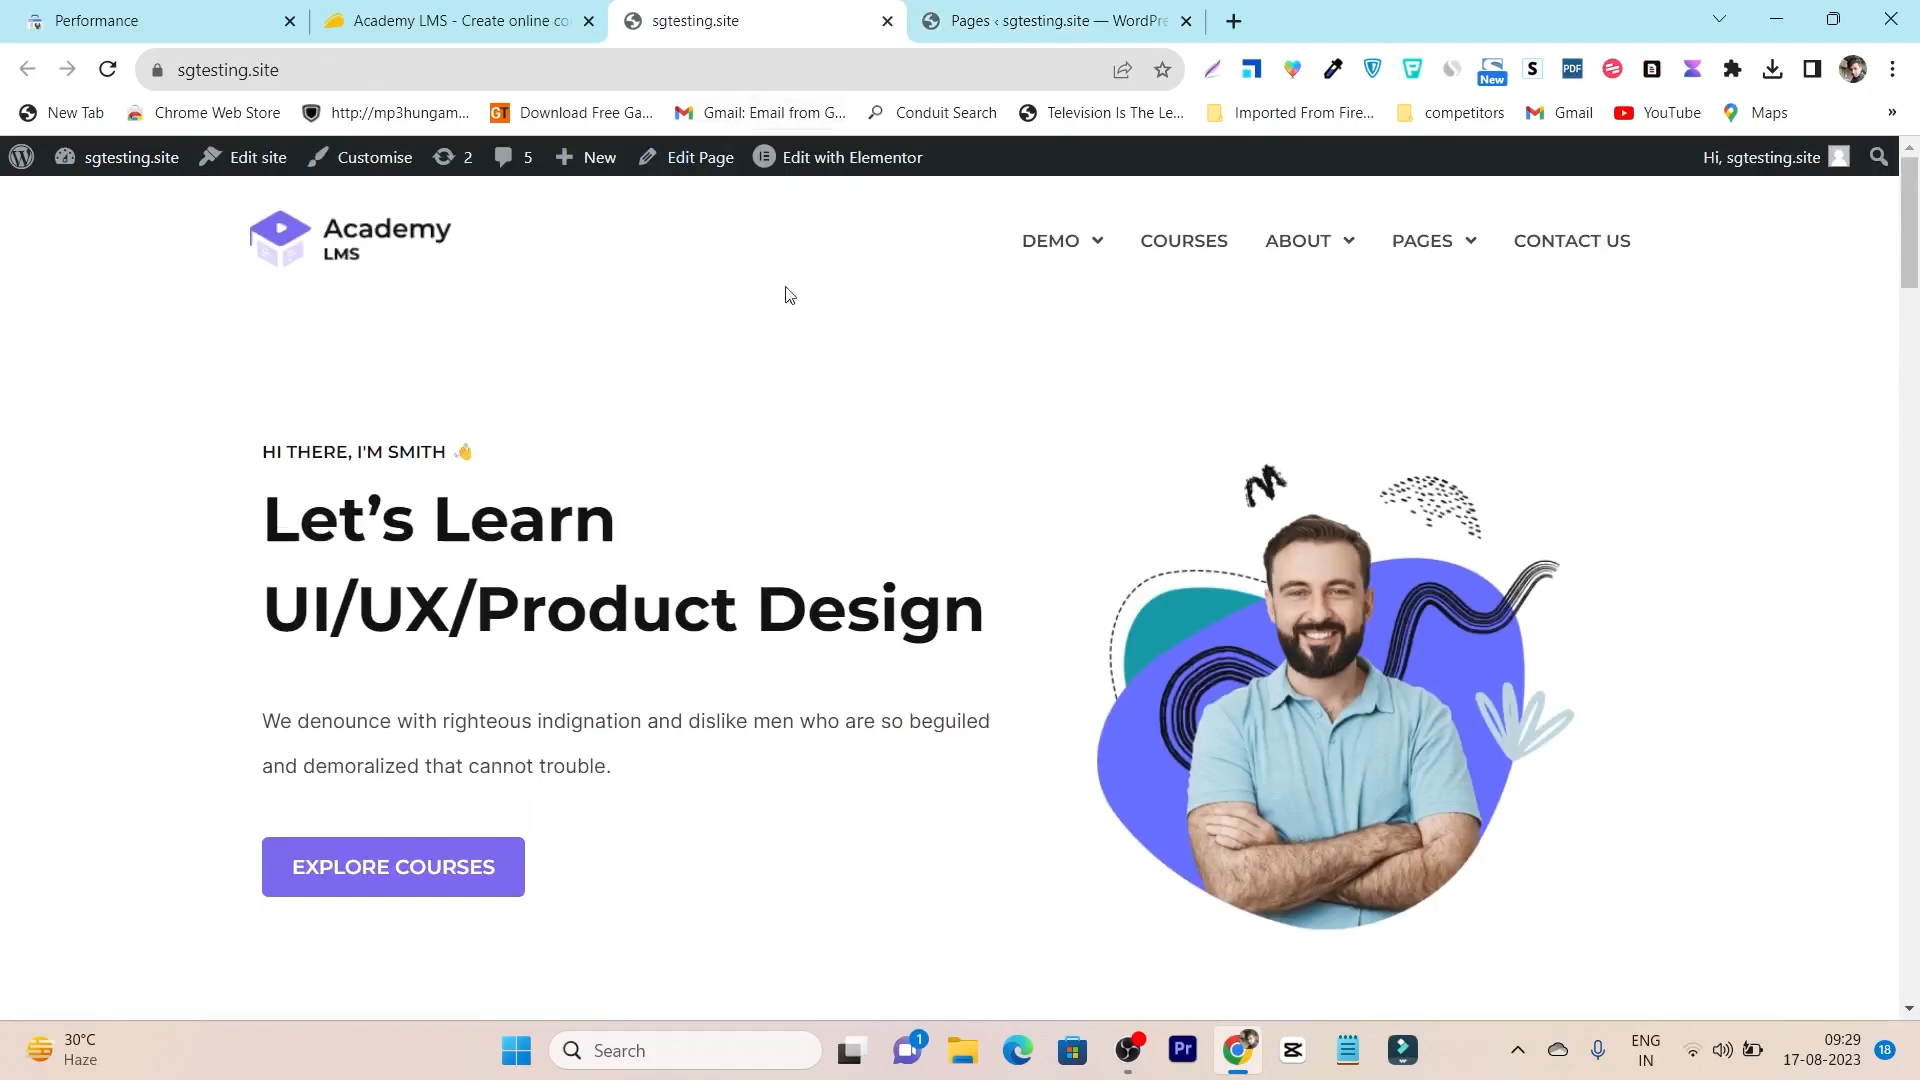 Performance
Academy LMS - Create online co
sgtesting.site
Pages ‹ sgtesting.site — WordPre
sgtesting.site
New
S
PDF
New Tab
Chrome Web Store
http://mp3hungam...
GT
Download Free Ga...
Gmail: Email from G...
Conduit Search
Television Is The Le...
Imported From Fire...
competitors
Gmail
YouTube
Maps
»
sgtesting.site
Edit site
Customise
2
5
New
Edit Page
Edit with Elementor
Hi, sgtesting.site
Academy
LMS
DEMO
COURSES
ABOUT
PAGES
CONTACT US
HI THERE, I'M SMITH 👋
Let’s Learn
UI/UX/Product Design
We denounce with righteous indignation and dislike men who are so beguiled
and demoralized that cannot trouble.
EXPLORE COURSES
30°C
Haze
Search
1
Pr
ENG
IN
09:29
17-08-2023
18